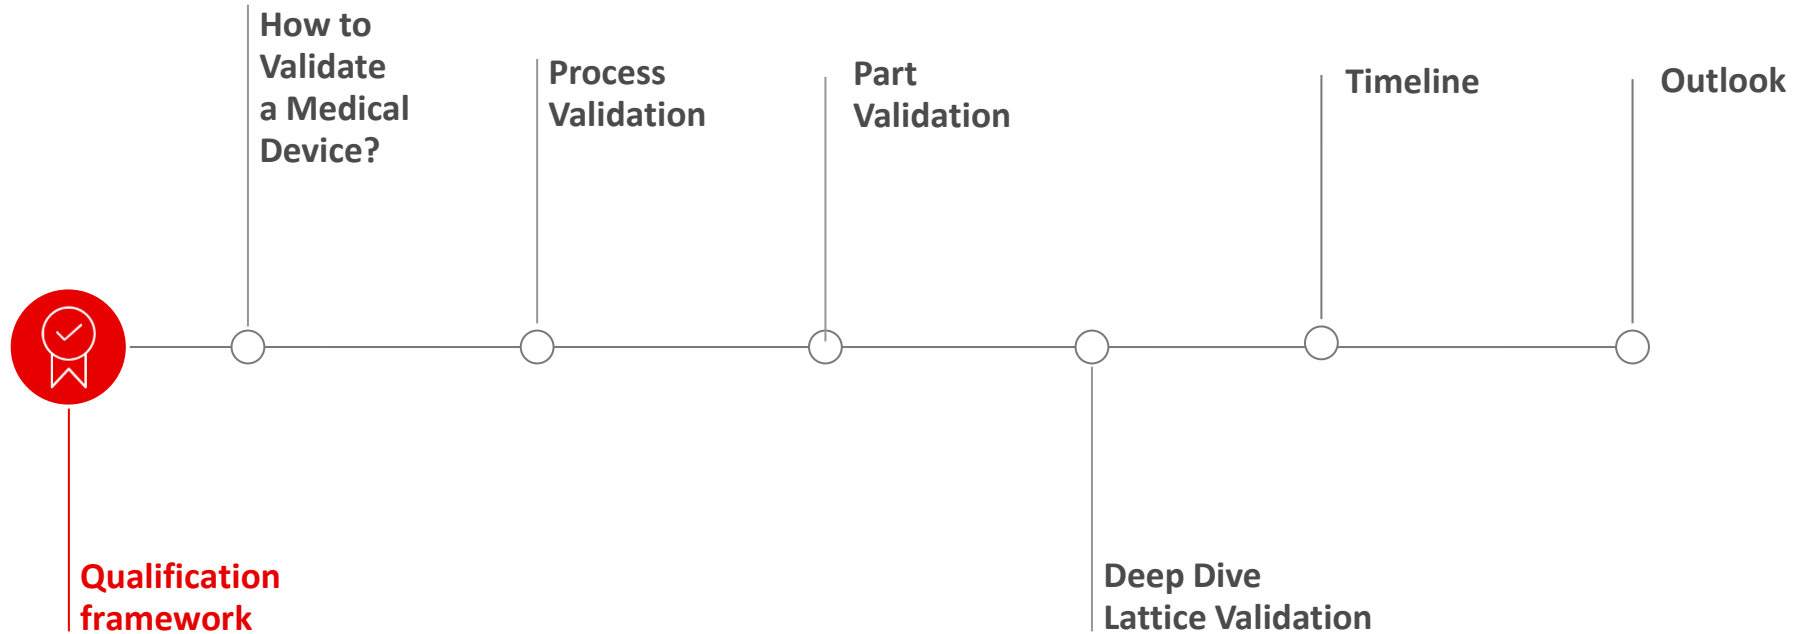 How to
Validate
a Medical
Device?
Process
Validation
Part
Validation
Timeline
Outlook
Qualification
framework
Deep Dive
Lattice Validation